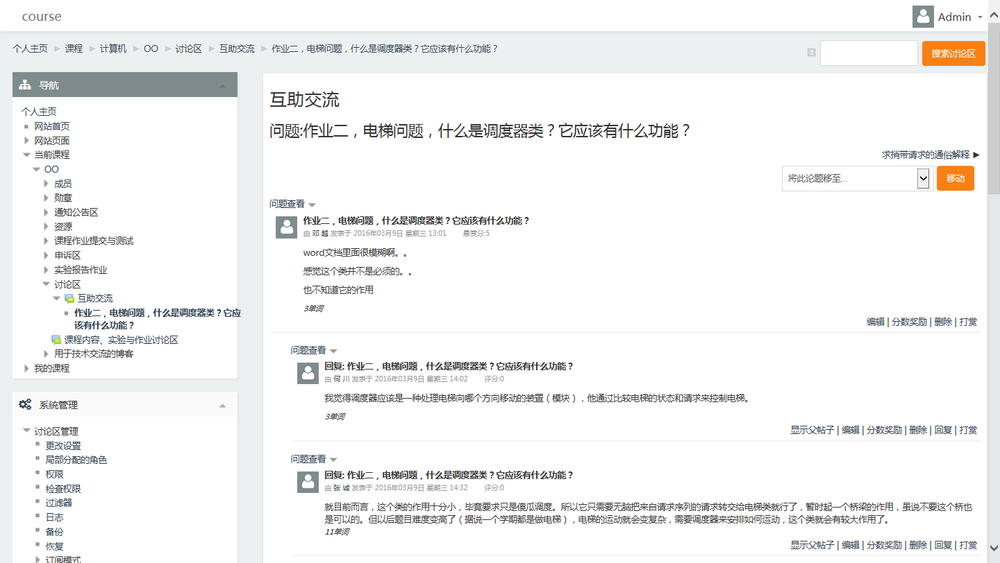 course
Admin
个人主页 课程 计算机 OO 讨论区 互助交流 作业二，电梯问题，什么是调度器类？它应该有什么功能？
搜索讨论区
导航
个人主页
网站首页
网站页面
当前课程
OO
成员
勋章
通知公告区
资源
课程作业提交与测试
申诉区
实验报告作业
讨论区
互助交流
作业二，电梯问题，什么是调度器类？它应
该有什么功能？
课程内容、实验与作业讨论区
用于技术交流的博客
我的课程
系统管理
讨论区管理
更改设置
局部分配的角色
权限
检查权限
过滤器
日志
备份
恢复
订阅模式
互助交流
问题:作业二，电梯问题，什么是调度器类？它应该有什么功能？
求捎带请求的通俗解释 ►
将此论题移至...
移动
问题查看
作业二，电梯问题，什么是调度器类？它应该有什么功能？
由 邓 越 发表于 2016年03月9日 星期三 13:01 悬赏分:5
word文档里面很模糊啊。。
感觉这个类并不是必须的。。
也不知道它的作用
3单词
编辑 | 分数奖励 | 删除 | 打赏
问题查看
回复: 作业二，电梯问题，什么是调度器类？它应该有什么功能？
由 何 川 发表于 2016年03月9日 星期三 14:02 评分:0
我觉得调度器应该是一种处理电梯向哪个方向移动的装置（模块），他通过比较电梯的状态和请求来控制电梯。
3单词
显示父帖子 | 编辑 | 分数奖励 | 删除 | 回复 | 打赏
问题查看
回复: 作业二，电梯问题，什么是调度器类？它应该有什么功能？
由 张 诚 发表于 2016年03月9日 星期三 14:32 评分:0
就目前而言，这个类的作用十分小，毕竟要求只是傻瓜调度。所以它只需要无脑把来自请求序列的请求转交给电梯类就行了，暂时起一个桥梁的作用，虽说不要这个桥也
是可以的。但以后题目难度变高了（据说一个学期都是做电梯），电梯的运动就会变复杂，需要调度器来安排如何运动，这个类就会有较大作用了。
11单词
显示父帖子 | 编辑 | 分数奖励 | 删除 | 回复 | 打赏